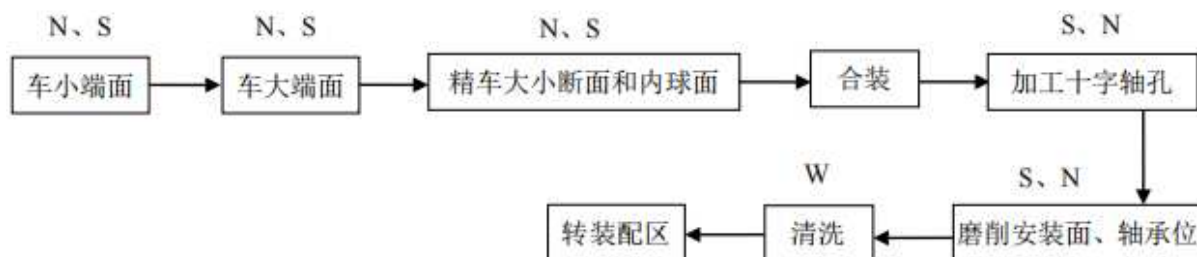 N、S
N、S
N、S
S、N
车小端面
车大端面
精车大小断面和内球面
合装
加工十字轴孔
W
S、N
转装配区
清洗
磨削安装面、轴承位